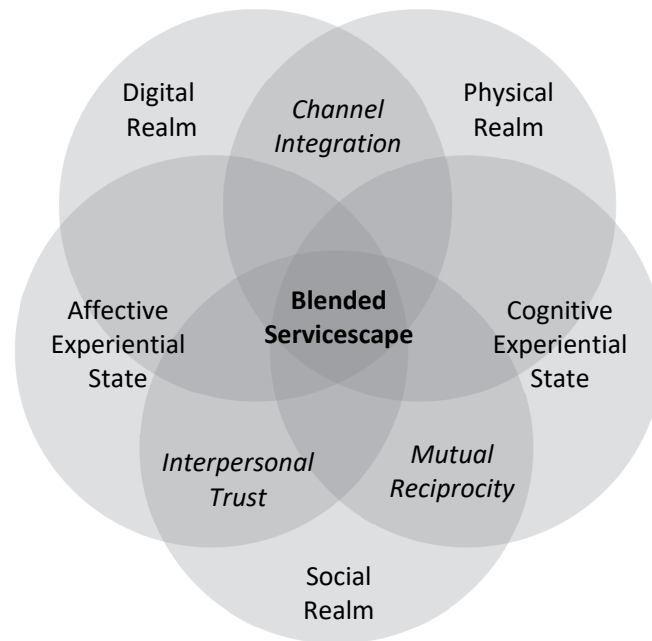 Digital
Realm
Channel
Integration
Physical
Realm
Affective
Experiential
State
Blended
Servicescape
Cognitive
Experiential
State
Interpersonal
Trust
Mutual
Reciprocity
Social
Realm